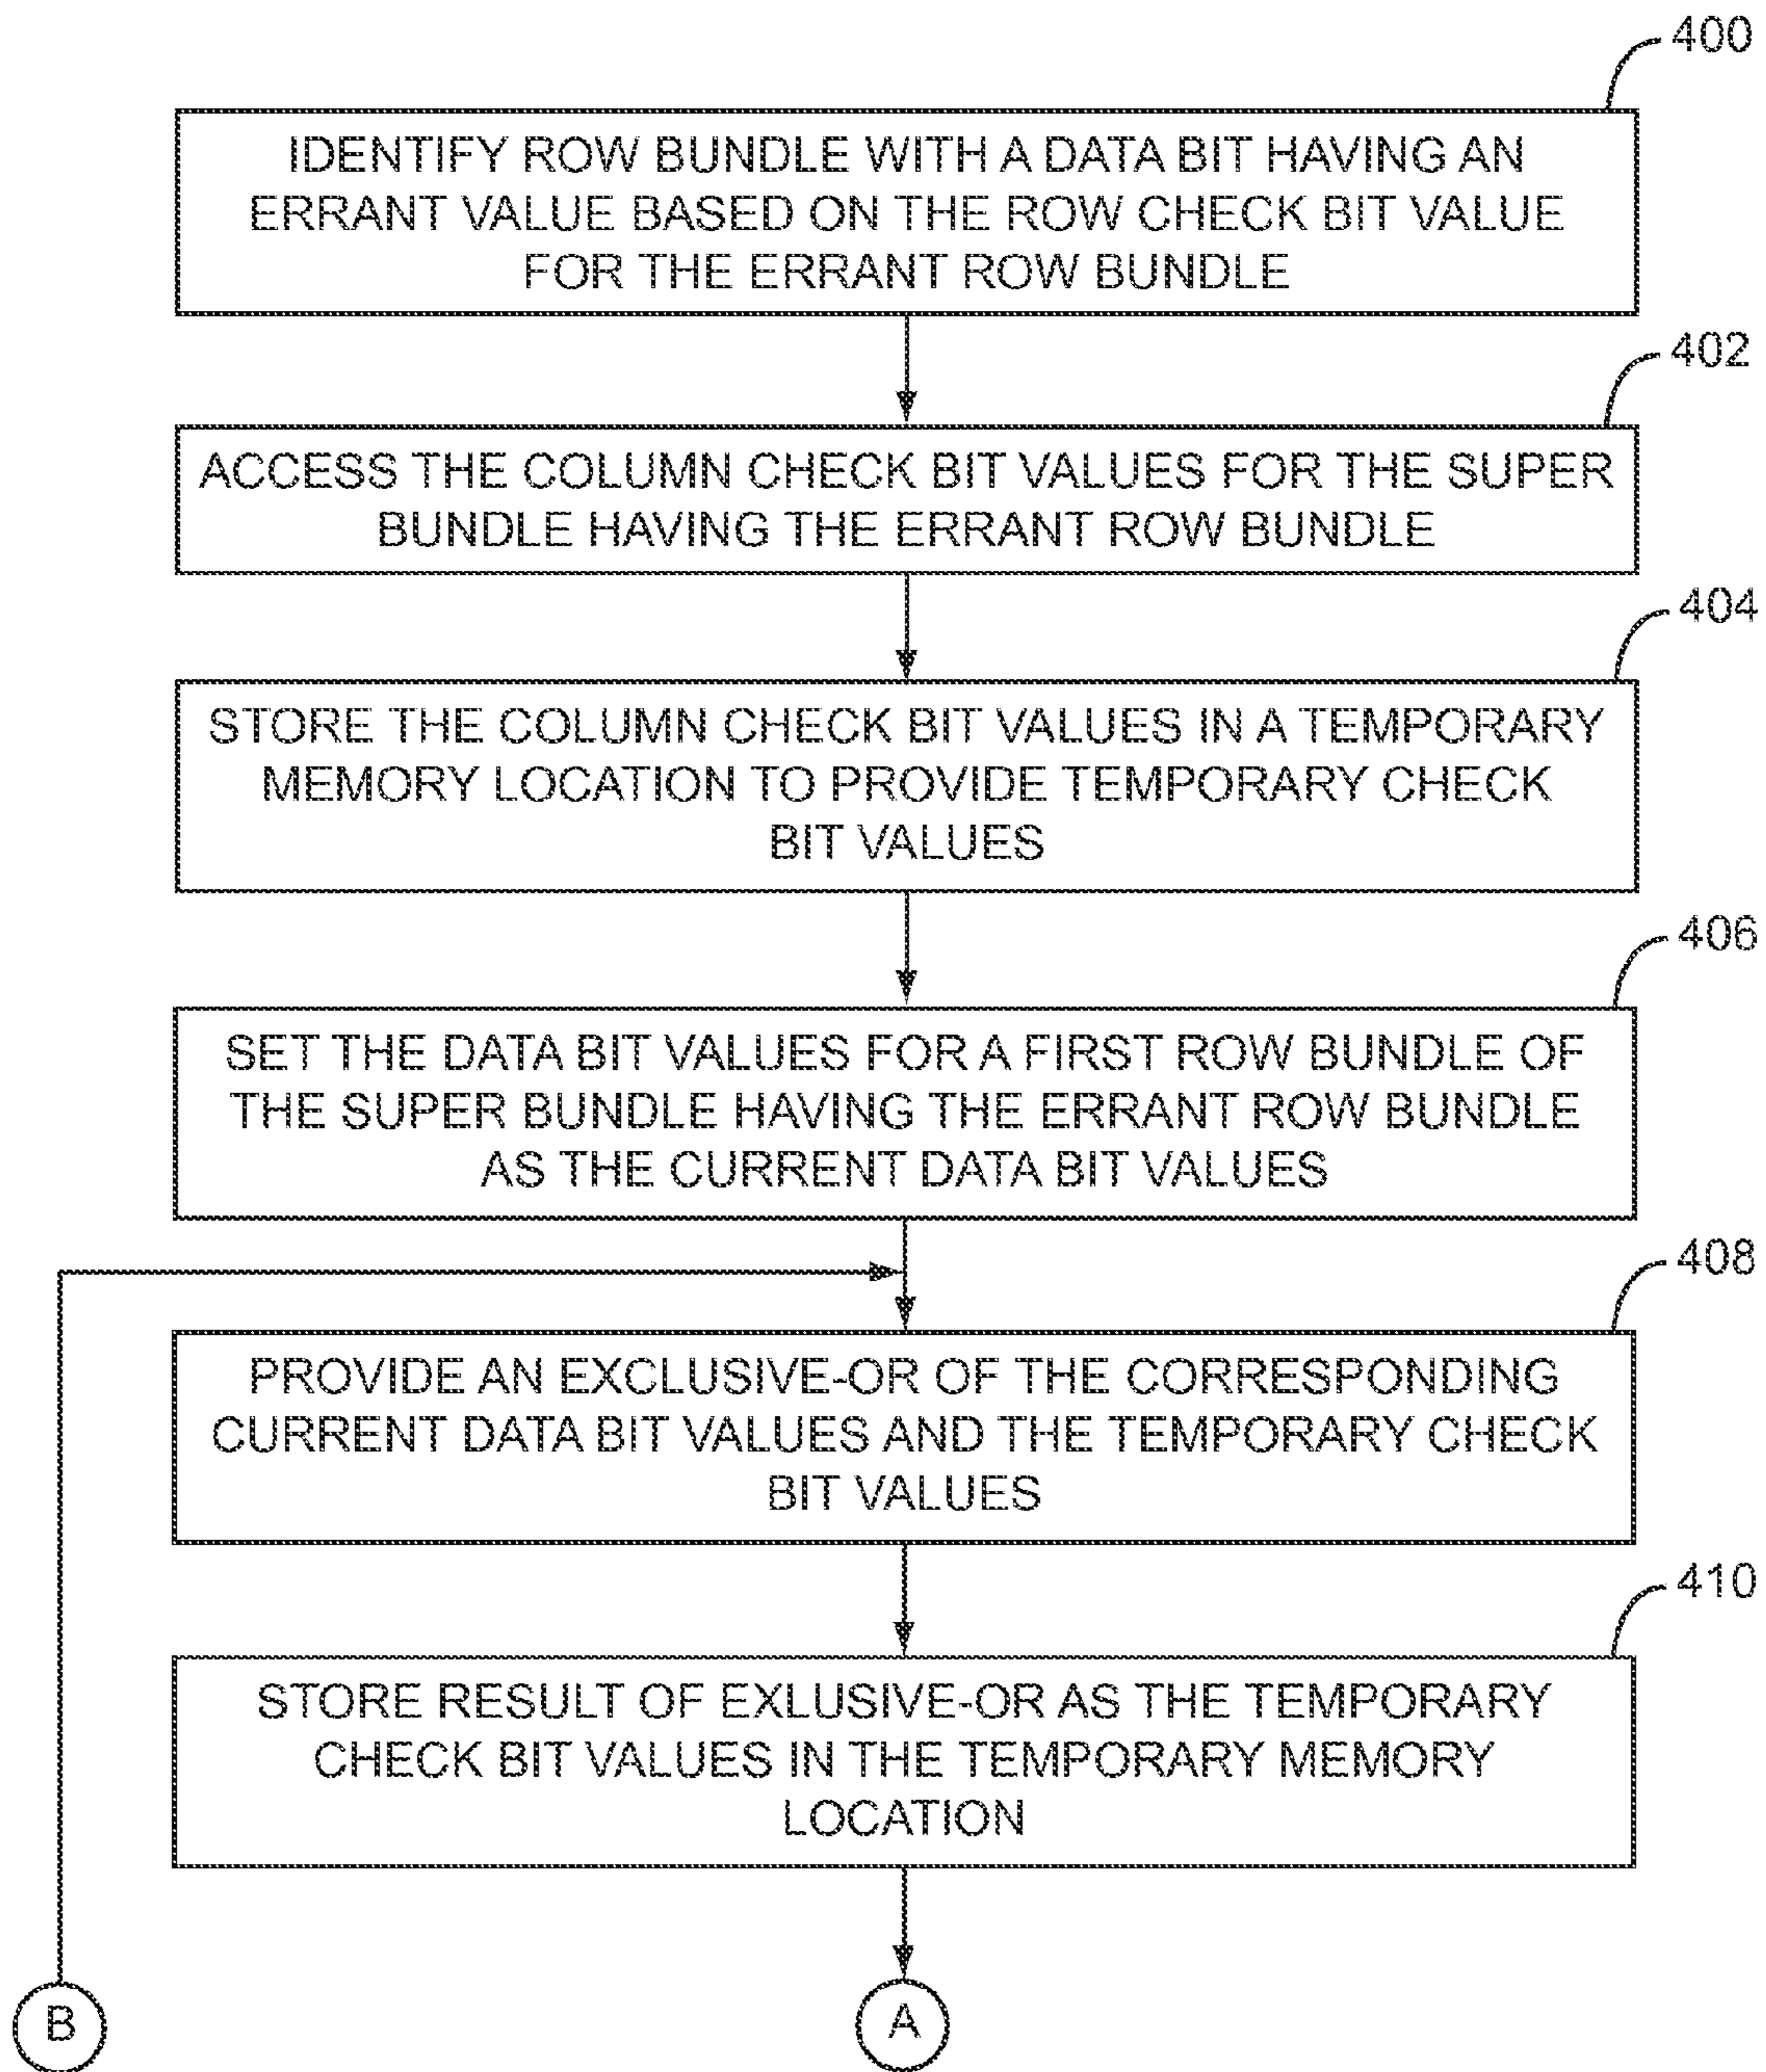 400
IDENTIFY ROW BUNDLE WITH A DATA BIT HAVING AN
ERRANT VALUE BASED ON THE ROW CHECK BIT VALUE
FOR THE ERRANT ROW BUNDLE
402
ACCESS THE COLUMN CHECK BIT VALUES FOR THE SUPER
BUNDLE HAVING THE ERRANT ROW BUNDLE
404
STORE THE COLUMN CHECK BIT VALUES IN A TEMPORARY
MEMORY LOCATION TO PROVIDE TEMPORARY CHECK
BIT VALUES
406
SET THE DATA BIT VALUES FOR A FIRST ROW BUNDLE OF
THE SUPER BUNDLE HAVING THE ERRANT ROW BUNDLE
AS THE CURRENT DATA BIT VALUES
408
PROVIDE AN EXCLUSIVE-OR OF THE CORRESPONDING
CURRENT DATA BIT VALUES AND THE TEMPORARY CHECK
BIT VALUES
410
STORE RESULT OF EXLUSIVE-OR AS THE TEMPORARY
CHECK BIT VALUES IN THE TEMPORARY MEMORY
LOCATION
B
A